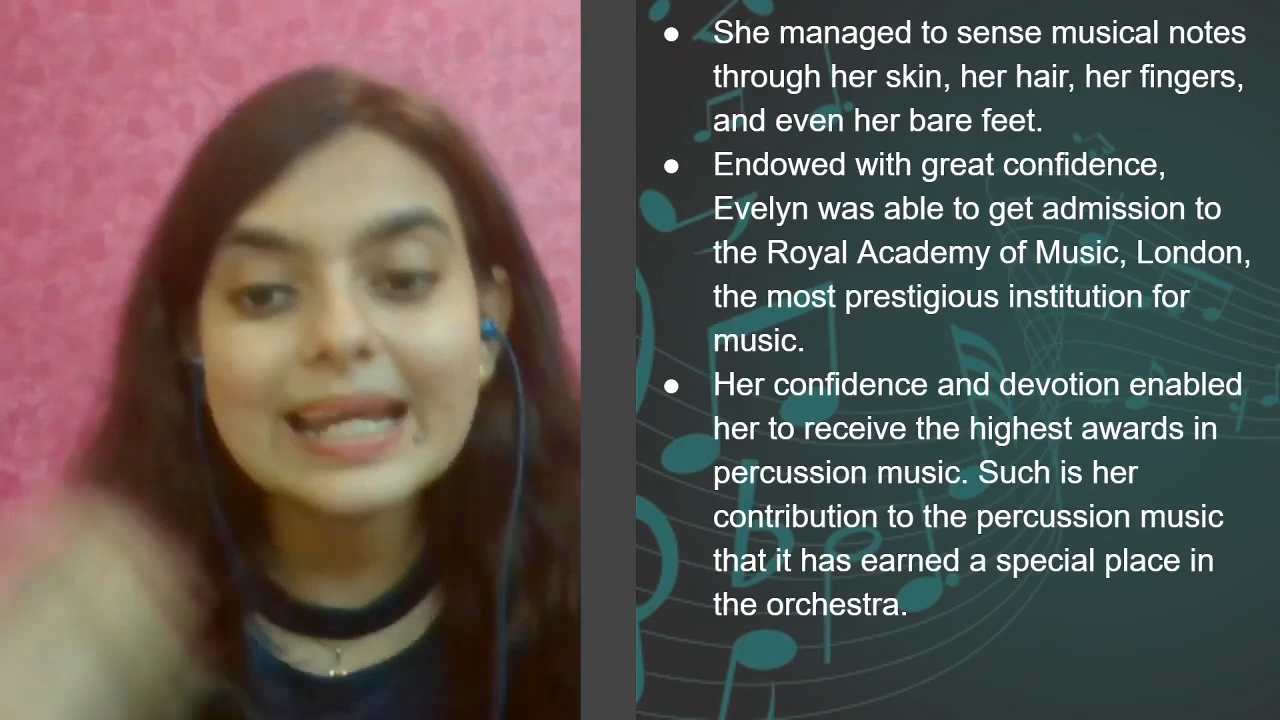 ● She managed to sense musical notes
through her skin, her hair, her fingers,
and even her bare feet.
● Endowed with great confidence,
Evelyn was able to get admission to
the Royal Academy of Music, London,
the most prestigious institution for
music.
● Her confidence and devotion enabled
her to receive the highest awards in
percussion music. Such is her
contribution to the percussion music
that it has earned a special place in
the orchestra.